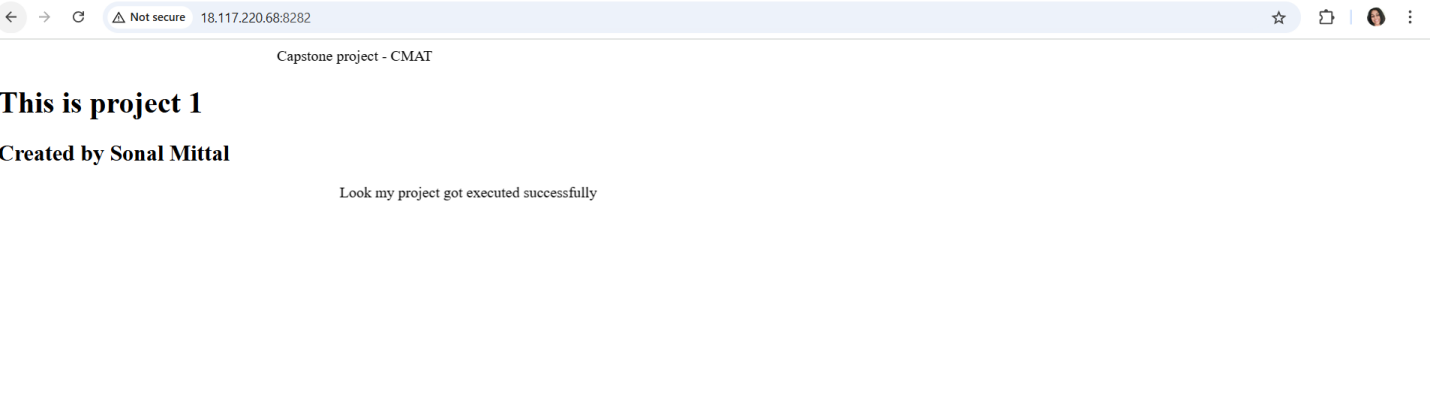 Not secure 18.117.220.68:8282
Capstone project - CMAT
This is project 1
Created by Sonal Mittal
Look my project got executed successfully